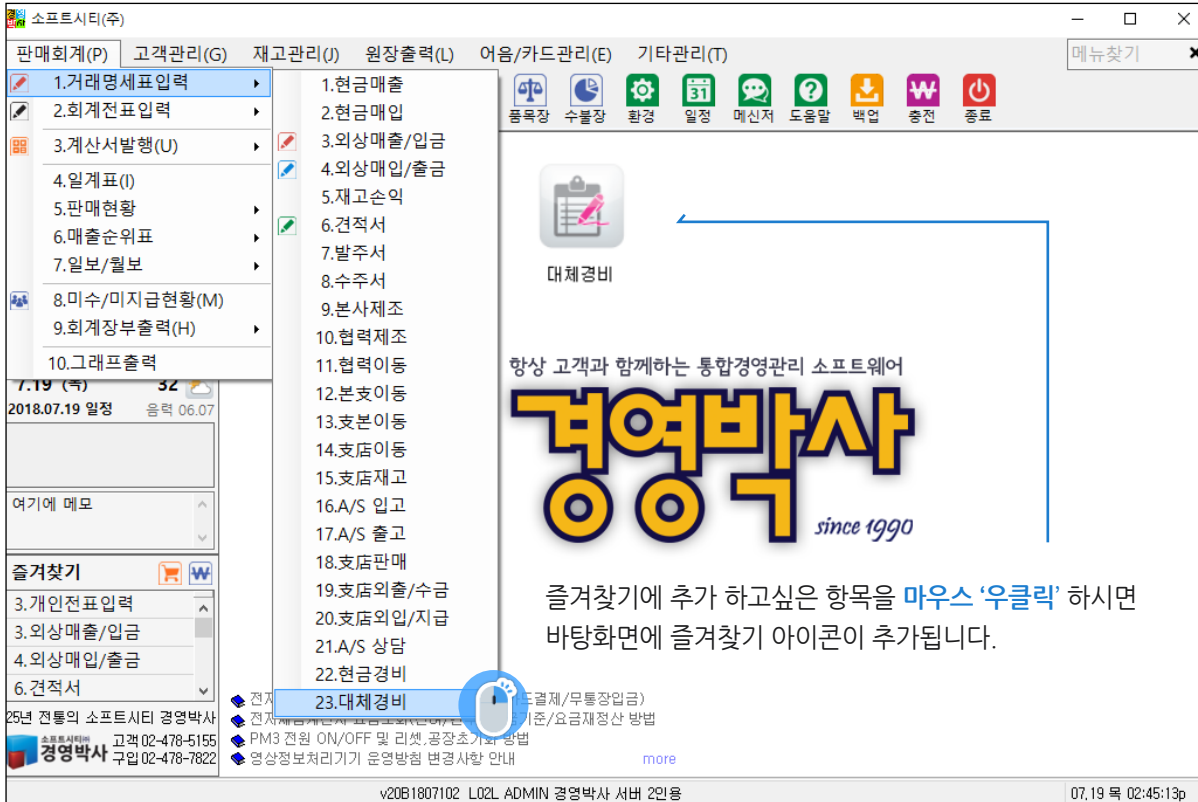 소프트시티(주)
판매회계(P) 고객관리(G) 재고관리(J) 원장출력(L) 어음/카드관리(E) 기타관리(T) 메뉴찾기
1.거래명세표입력
2.회계전표입력
3.계산서발행(U)
4.일계표(I)
5.판매현황
6.매출순위표
7.일보/월보
8.미수/미지급현황(M)
9.회계장부출력(H)
10.그래프출력
1.현금매출
2.현금매입
3.외상매출/입금
4.외상매입/출금
5.재고손익
6.견적서
7.발주서
8.수주서
9.본사제조
10.협력제조
11.협력이동
12.본支이동
13.支본이동
14.支店이동
15.支店재고
16.A/S 입고
17.A/S 출고
18.支店판매
19.支店외출/수금
20.支店외입/지급
21.A/S 상담
22.현금경비
23.대체경비
품목장 수불장 환경 일정 메신저 도움말 백업 충전 종료
31
대체경비
항상 고객과 함께하는 통합경영관리 소프트웨어
경영박사
since 1990
즐겨찾기에 추가 하고싶은 항목을 마우스 ‘우클릭’ 하시면
바탕화면에 즐겨찾기 아이콘이 추가됩니다.
7.19 (목) 32
2018.07.19 일정 음력 06.07
여기에 메모
즐겨찾기
3.개인전표입력
3.외상매출/입금
4.외상매입/출금
6.견적서
25년 전통의 소프트시티 경영박사
소프트시티㈜
경영박사
고객 02-478-5155
구입 02-478-7822
결제/무통장입금)
기준/요금재정산 방법
PM3 전원 ON/OFF 및 리셋,공장초기화 방법
영상정보처리기기 운영방침 변경사항 안내 more
v20B1807102 L02L ADMIN 경영박사 서버 2인용 07,19 목 02:45:13p